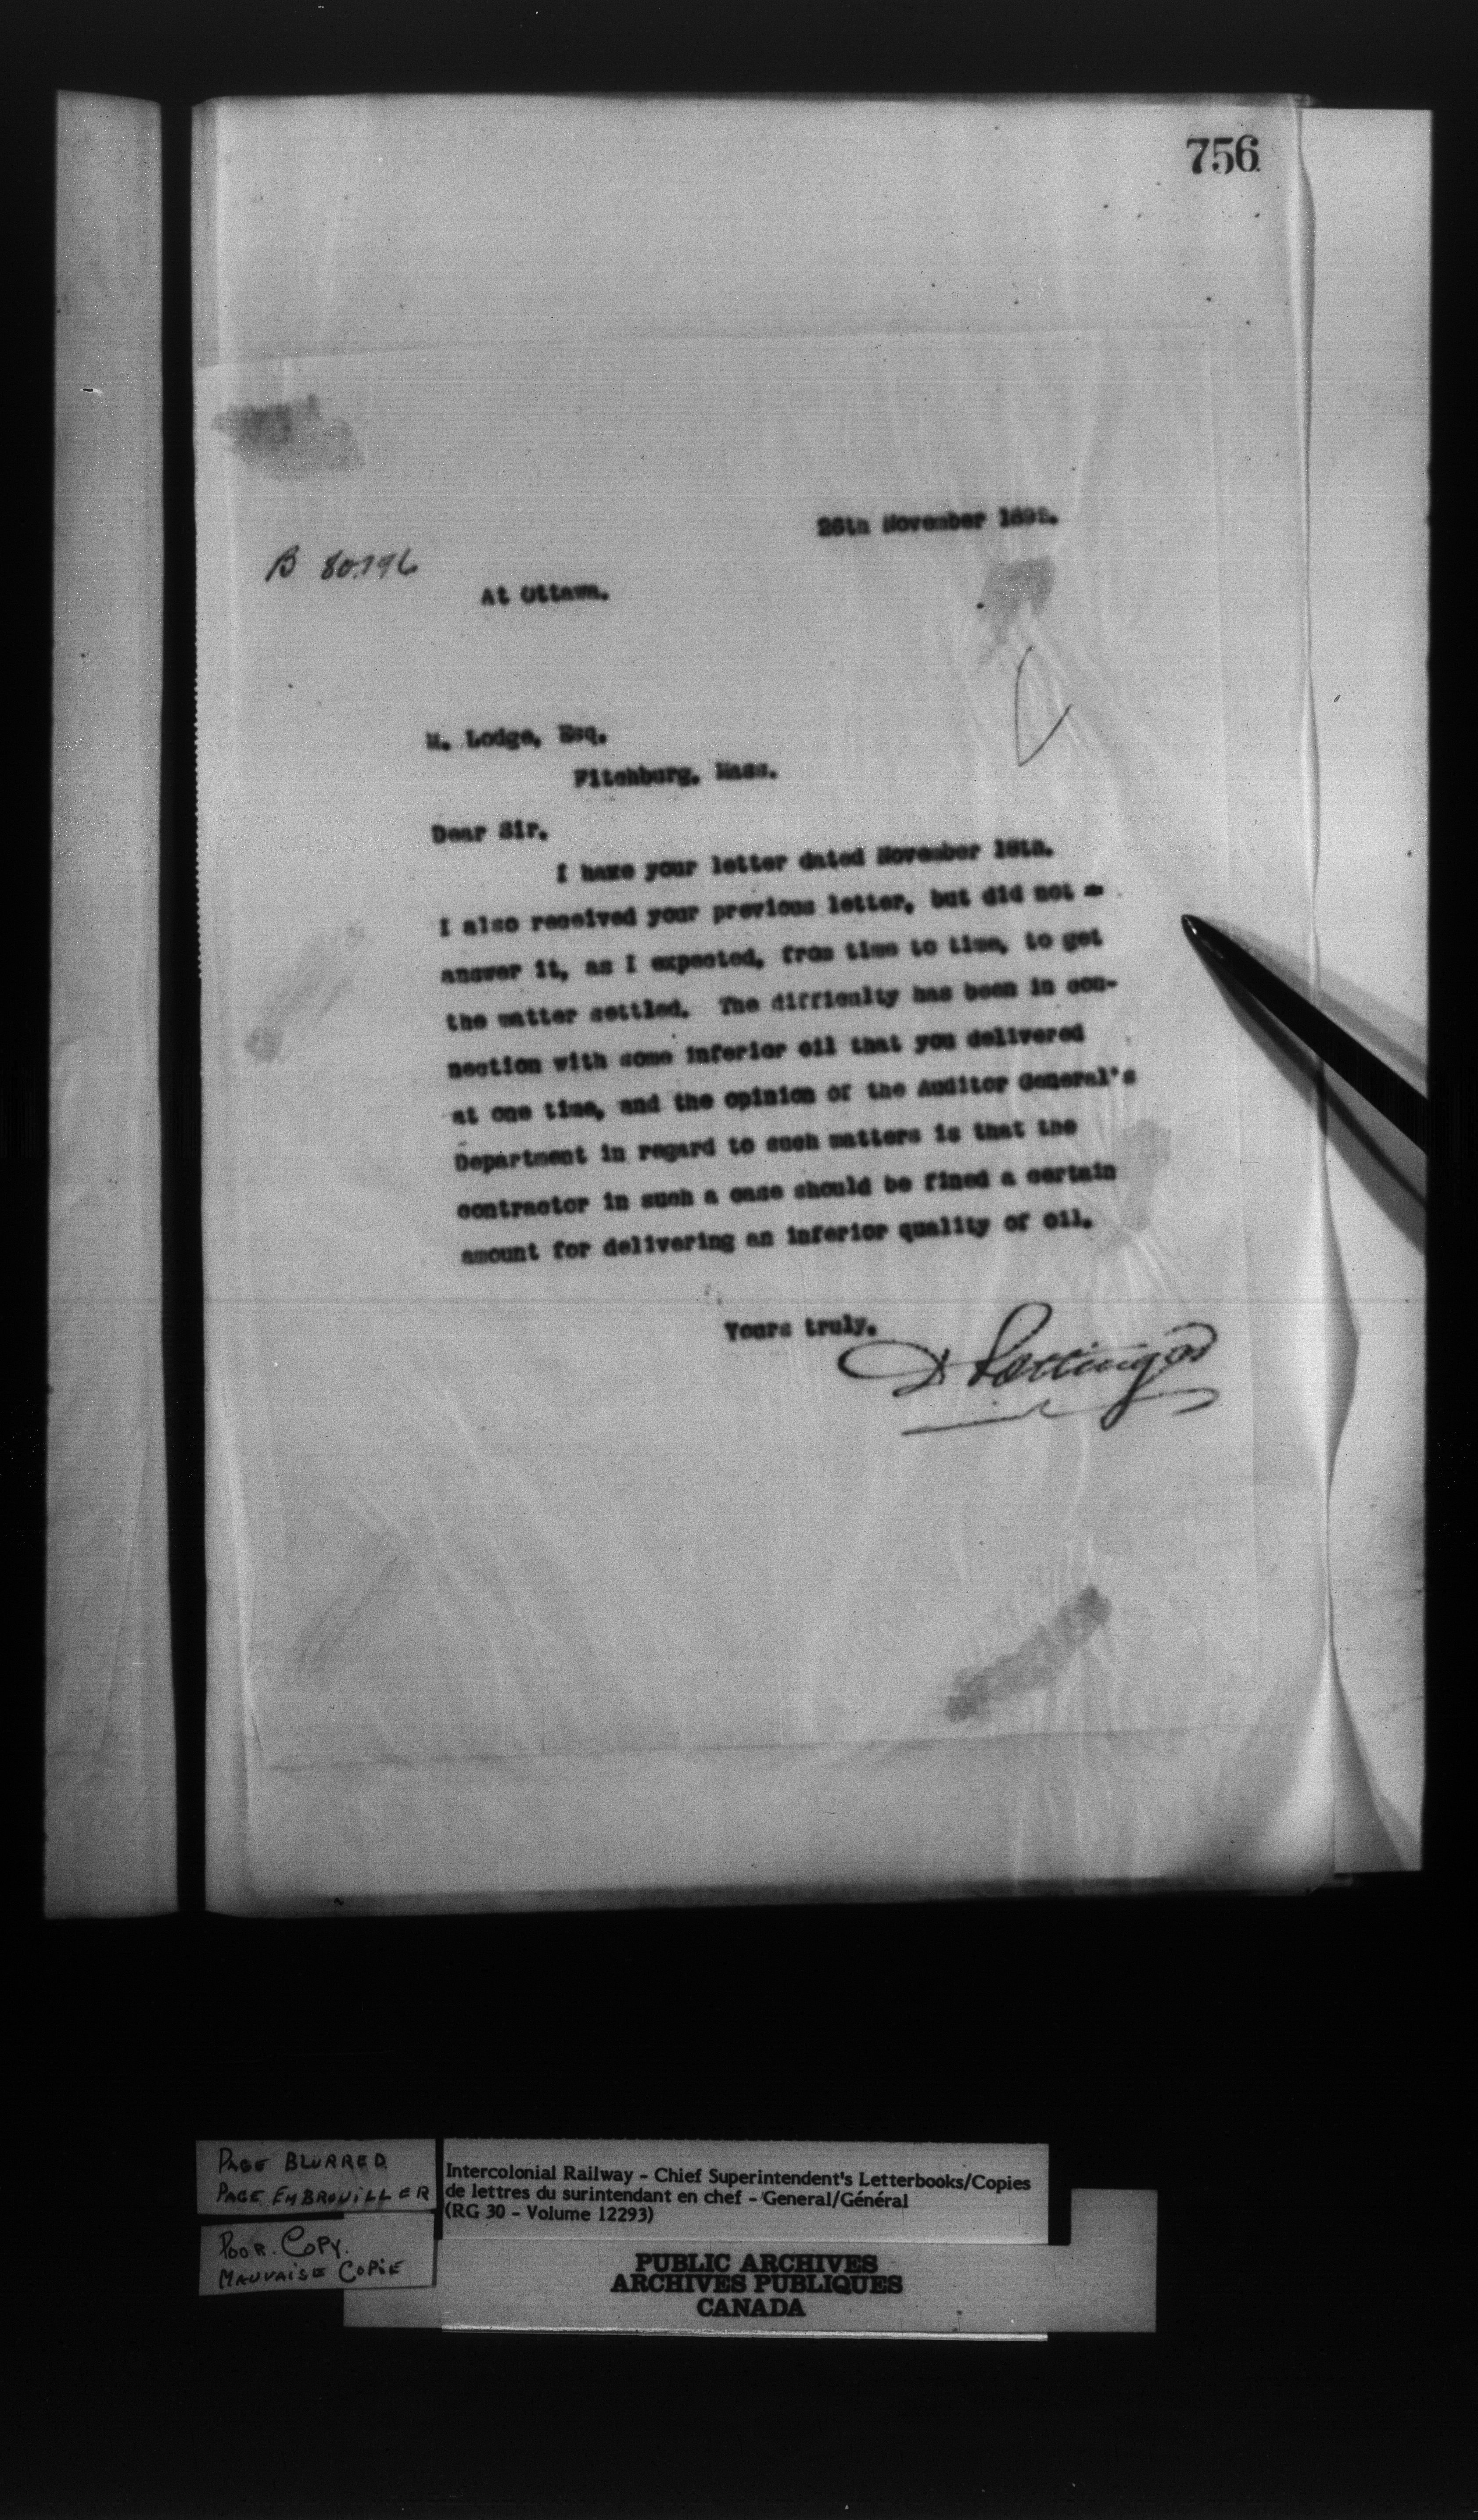 756
26th November
B 80796
At Ottawa.
M. Lodge, Esq.
Fitchburg, Mass.
Dear Sir,
I have your letter dated November 18th.
I also received your previous letter, but did not
answer it, as I expected, from time to time, to get
the matter settled. The difficulty has been in con-
nection with some inferior oil that you delivered
at one time, and the opinion of the Auditor General's
Department in regard to such matters is that the
contractor in such a case should be fined a certain
amount for delivering an inferior quality of oil.
Yours truly,
D Pottinger
PAGE BLURRED
PAGE EMBROUILLER
POOR COPY.
MAUVAISE COPIE
Intercolonial Railway - Chief Superintendent's Letterbooks/Copies
de lettres du surintendant en chef - General/Général
(RG 30 - Volume 12293)
PUBLIC ARCHIVES
ARCHIVES PUBLIQUES
CANADA